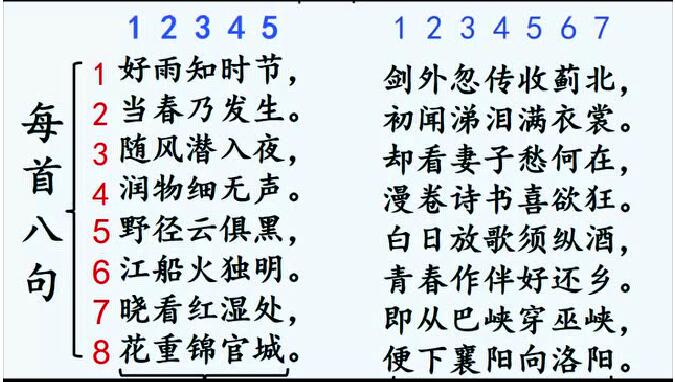 1 2 3 4 5
每首八句
1 好雨知时节，
2 当春乃发生。
3 随风潜入夜，
4 润物细无声。
5 野径云俱黑，
6 江船火独明。
7 晓看红湿处，
8 花重锦官城。
1 2 3 4 5 6 7
剑外忽传收蓟北，
初闻涕泪满衣裳。
却看妻子愁何在，
漫卷诗书喜欲狂。
白日放歌须纵酒，
青春作伴好还乡。
即从巴峡穿巫峡，
便下襄阳向洛阳。